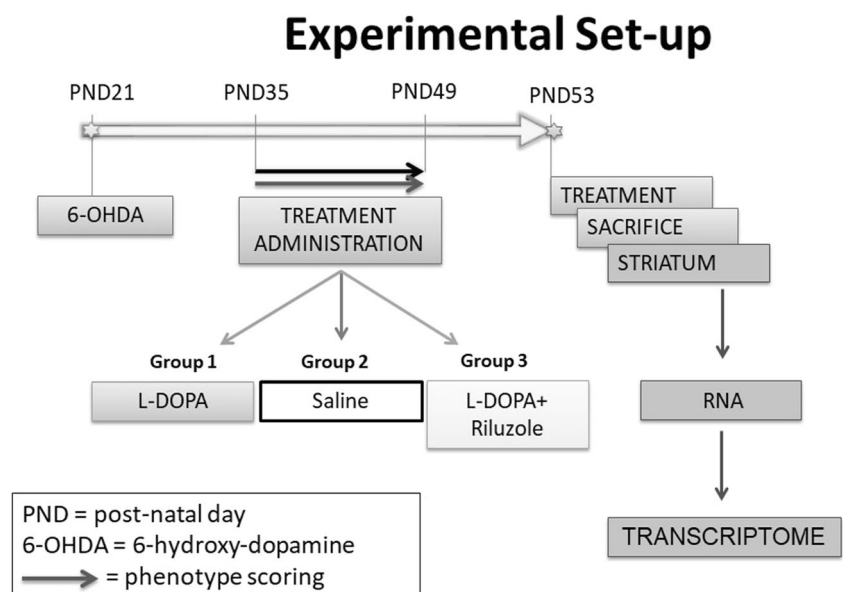 Experimental Set-up
PND21
PND35
PND49
PND53
6-OHDA
TREATMENT
ADMINISTRATION
TREATMENT
SACRIFICE
STRIATUM
Group 1
Group 2
Group 3
L-DOPA
Saline
L-DOPA+
Riluzole
RNA
TRANSCRIPTOME
PND = post-natal day
6-OHDA = 6-hydroxy-dopamine
= phenotype scoring